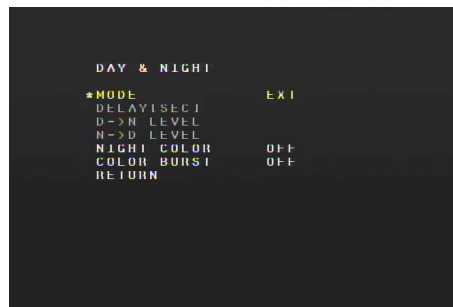 DAY & NIGHT
*MODE EXT
DELAY[SEC]
D->N LEVEL
N->D LEVEL
NIGHT COLOR OFF
COLOR BURST OFF
RETURN